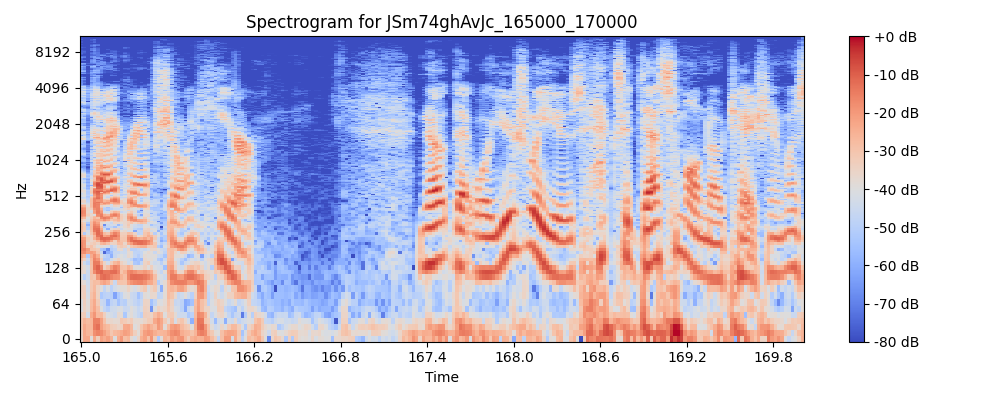 Spectrogram for JSm74ghAvJc_165000_170000
8192
4096
2048
1024
512
256
128
64
0
Hz
165.0 165.6 166.2 166.8 167.4 168.0 168.6 169.2 169.8
Time
+0 dB
-10 dB
-20 dB
-30 dB
-40 dB
-50 dB
-60 dB
-70 dB
-80 dB